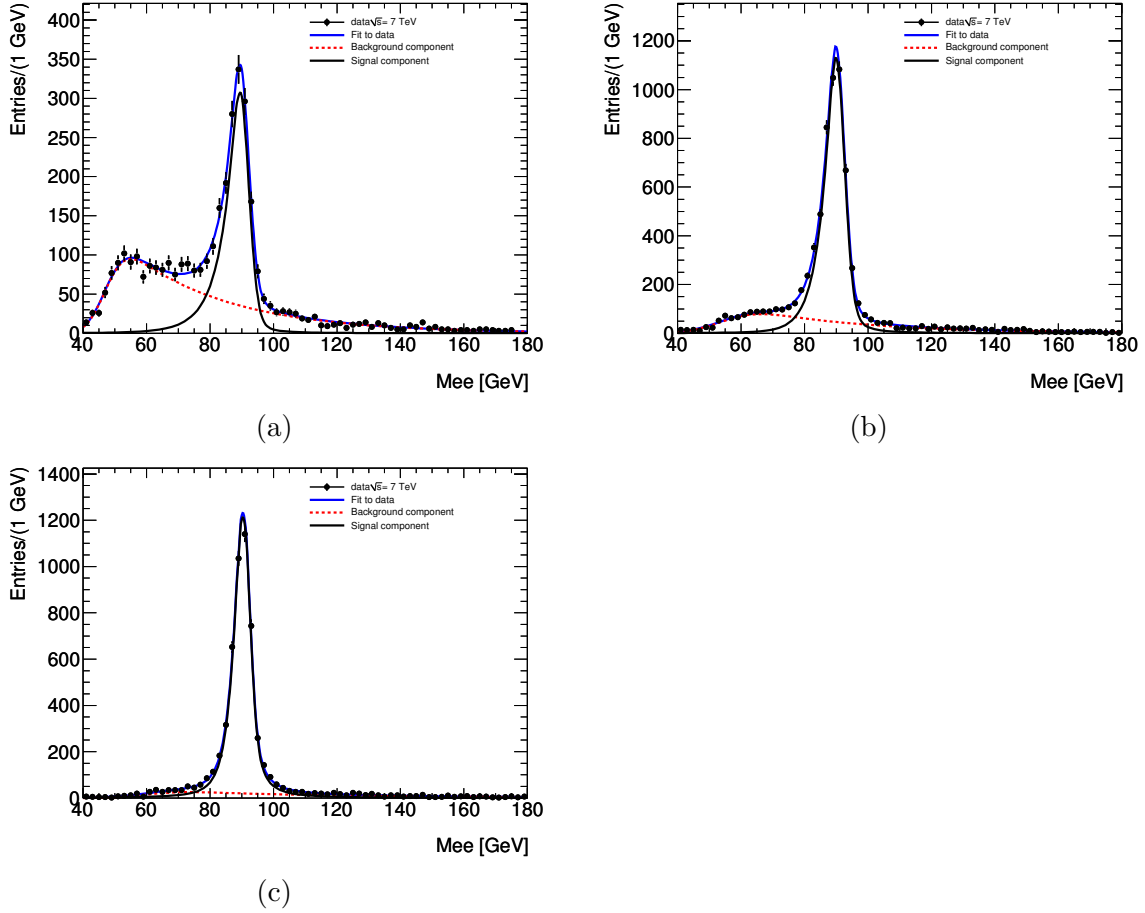 Entries/(1 GeV)
400
350
300
250
200
150
100
50
0
data√s= 7 TeV
Fit to data
Background component
Signal component
40 60 80 100 120 140 160 180
Mee [GeV]
(a)
Entries/(1 GeV)
1200
1000
800
600
400
200
0
data√s= 7 TeV
Fit to data
Background component
Signal component
40 60 80 100 120 140 160 180
Mee [GeV]
(b)
Entries/(1 GeV)
1400
1200
1000
800
600
400
200
0
data√s= 7 TeV
Fit to data
Background component
Signal component
40 60 80 100 120 140 160 180
Mee [GeV]
(c)